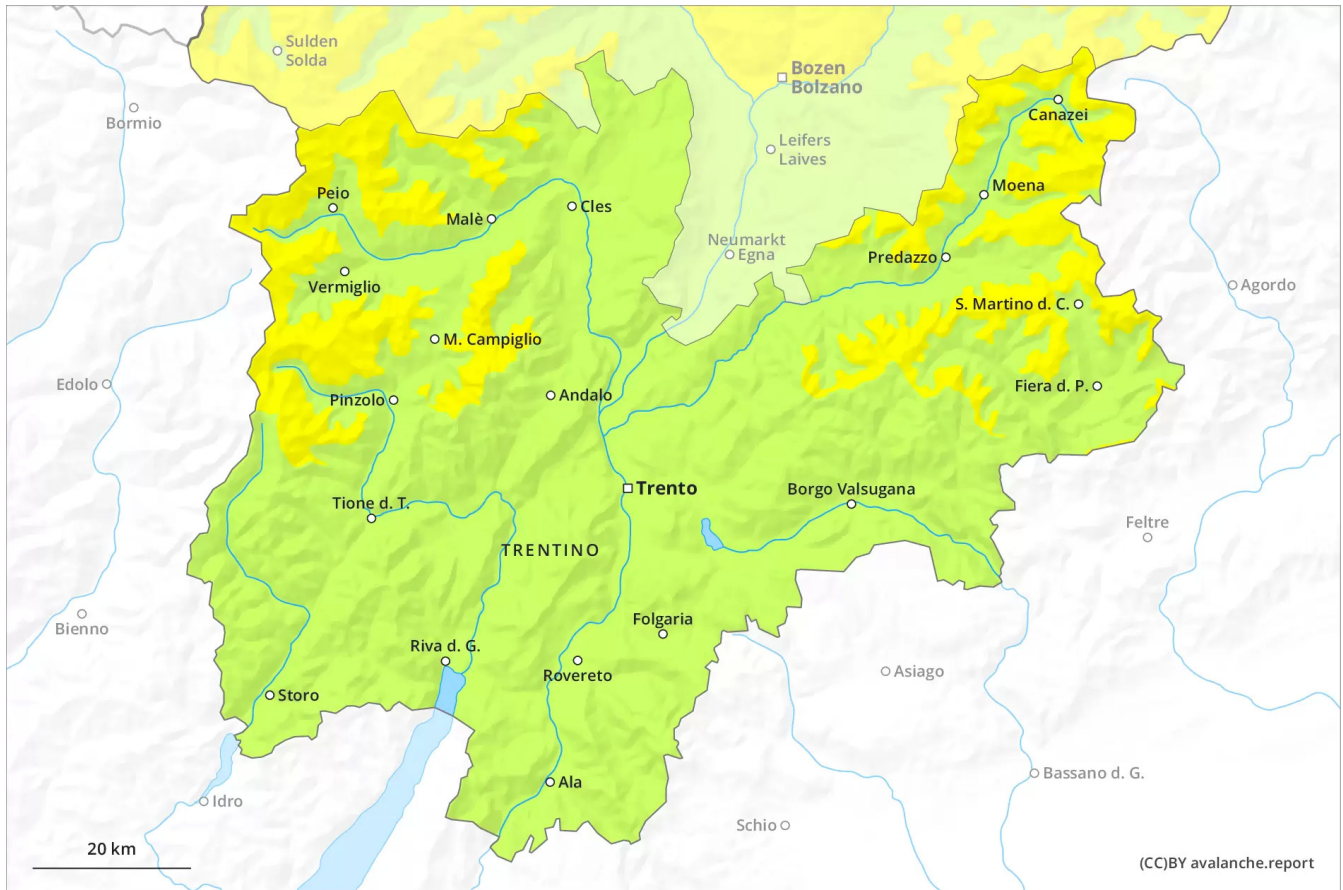 Sulden
Solda
Bozen
Bolzano
Bormio
Canazei
Leifers
Laives
Peio
Moena
Malè
Cles
Neumarkt
Egna
Predazzo
Vermiglio
Agordo
S. Martino d. C.
M. Campiglio
Edolo
Fiera d. P.
Andalo
Pinzolo
Trento
Borgo Valsugana
Tione d. T.
Feltre
TRENTINO
Bienno
Folgaria
Riva d. G.
Asiago
Rovereto
Storo
Bassano d. G.
Ala
Idro
Schio
20 km
(CC)BY avalanche.report